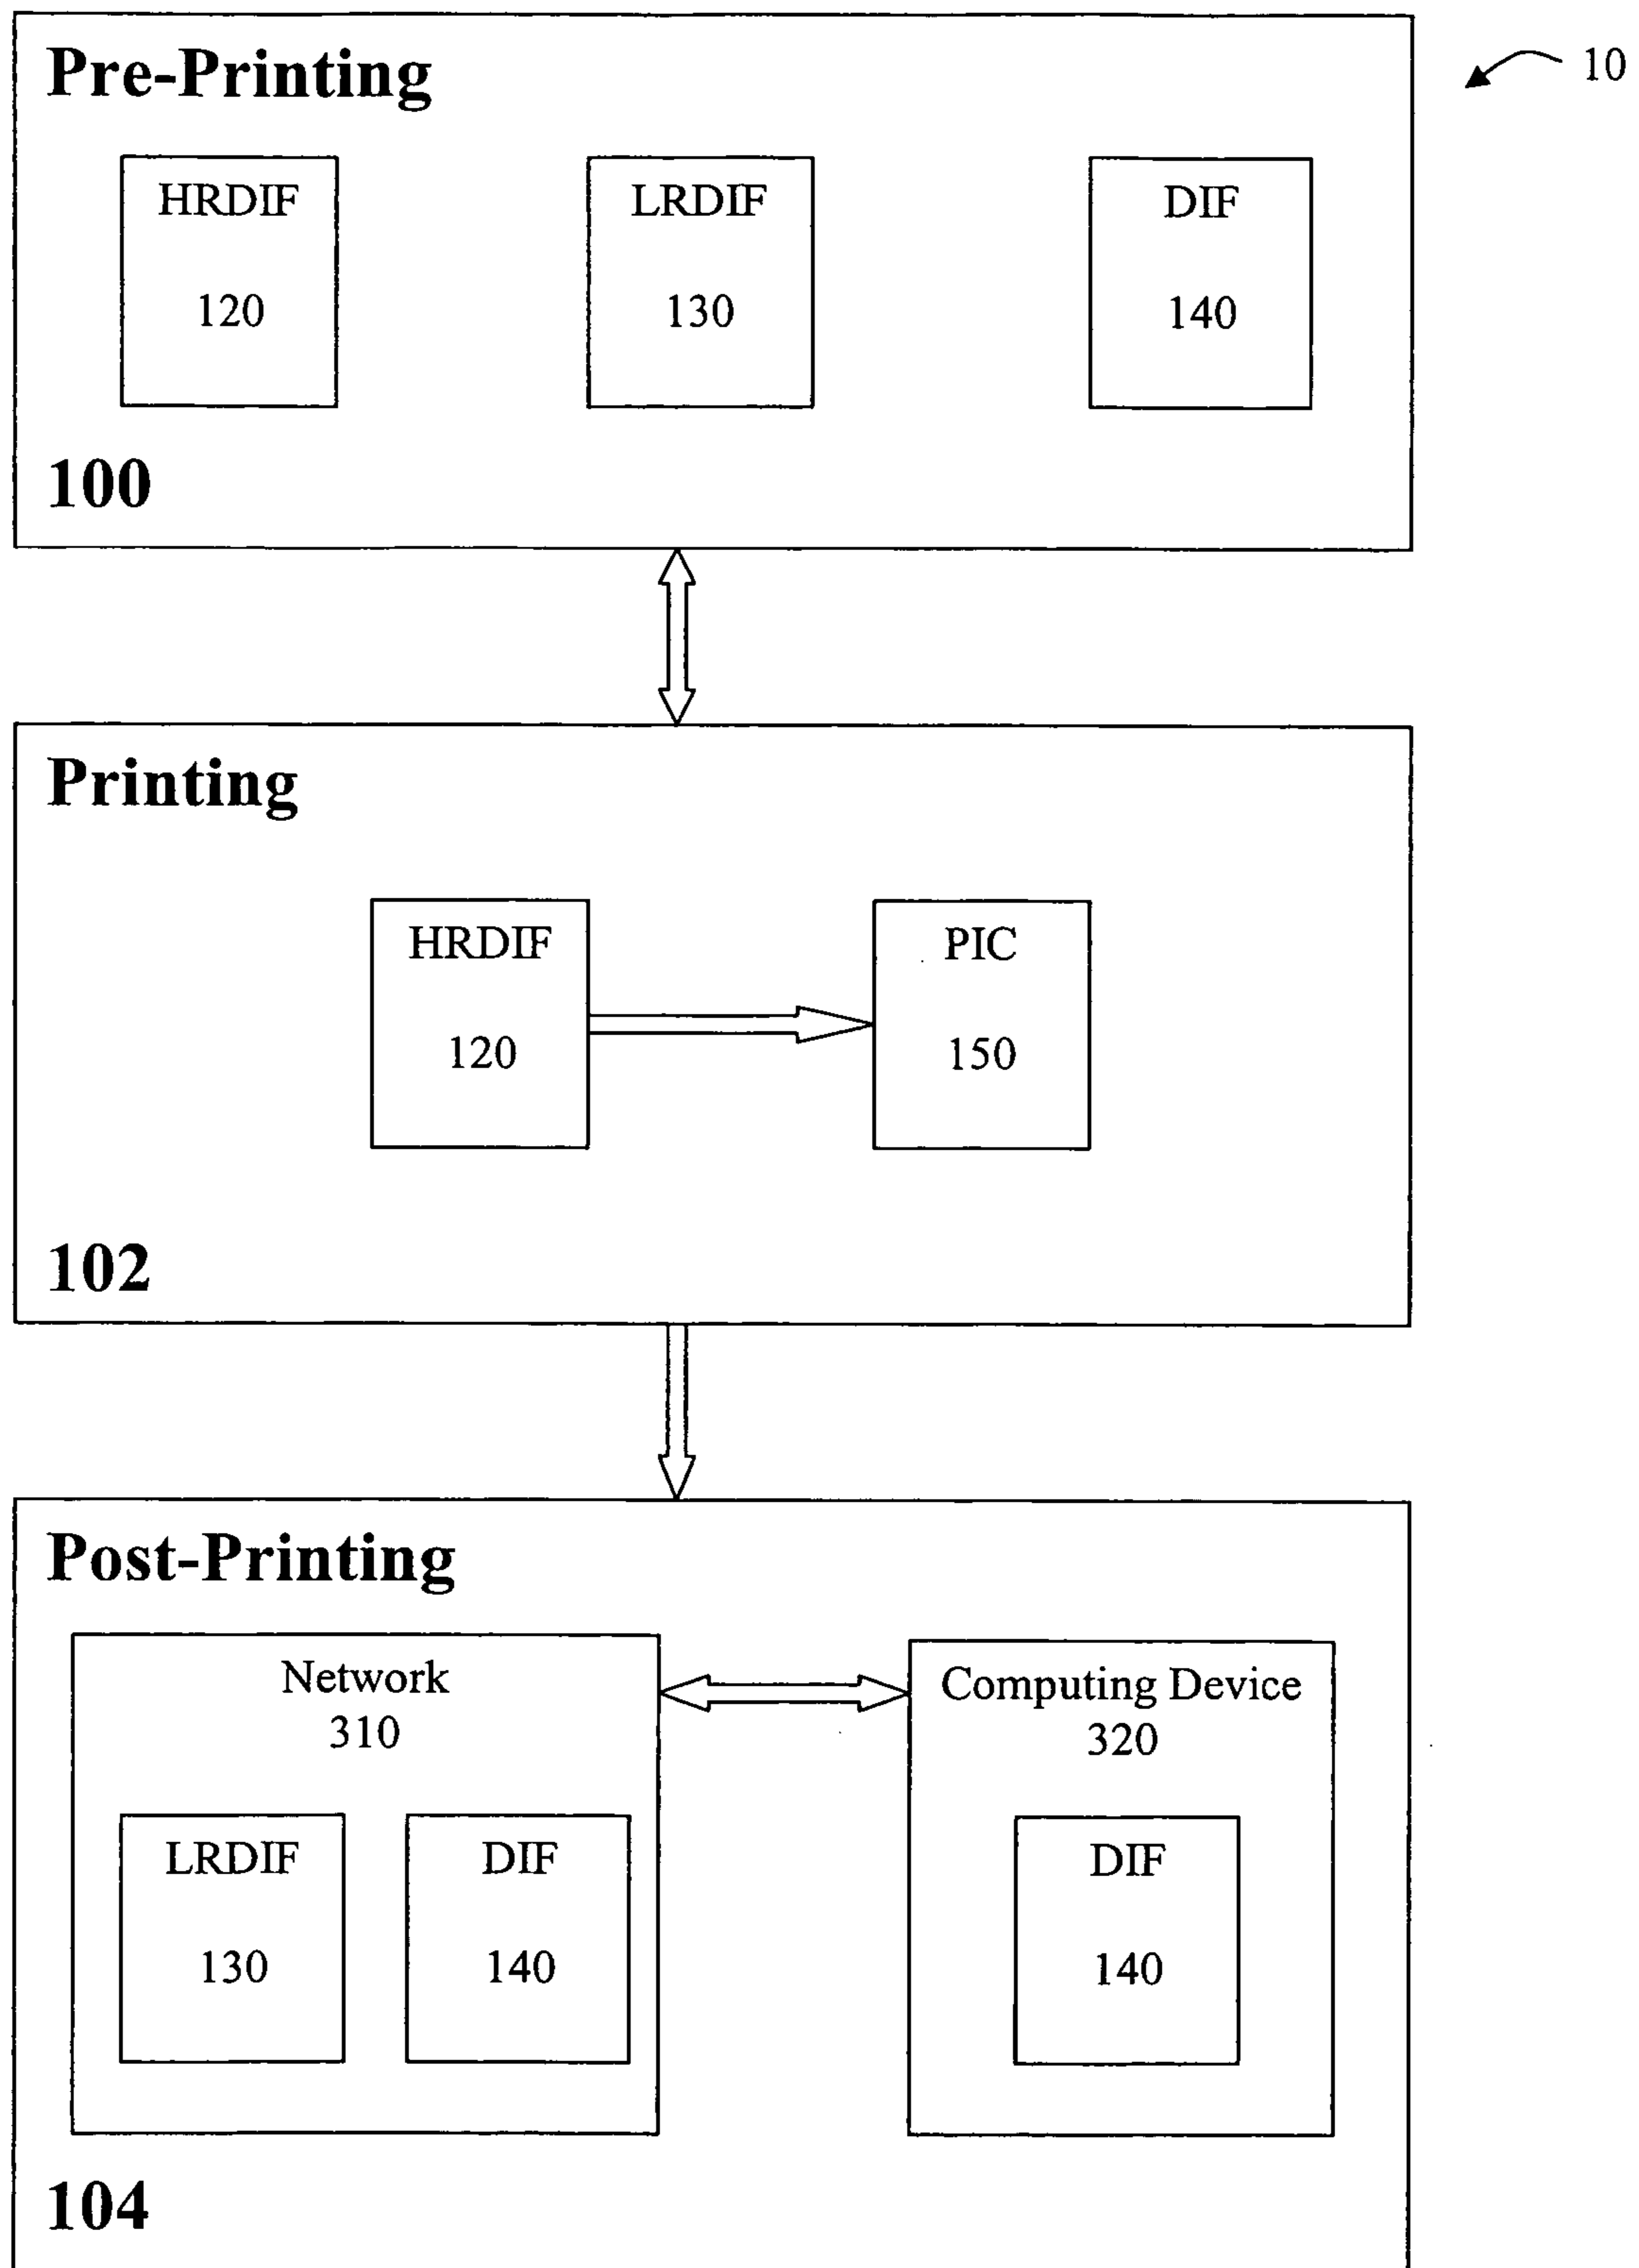 Pre-Printing
10
HRDIF
120
LRDIF
130
DIF
140
100
Printing
HRDIF
120
PIC
150
102
Post-Printing
Network
310
LRDIF
130
DIF
140
Computing Device
320
DIF
140
104